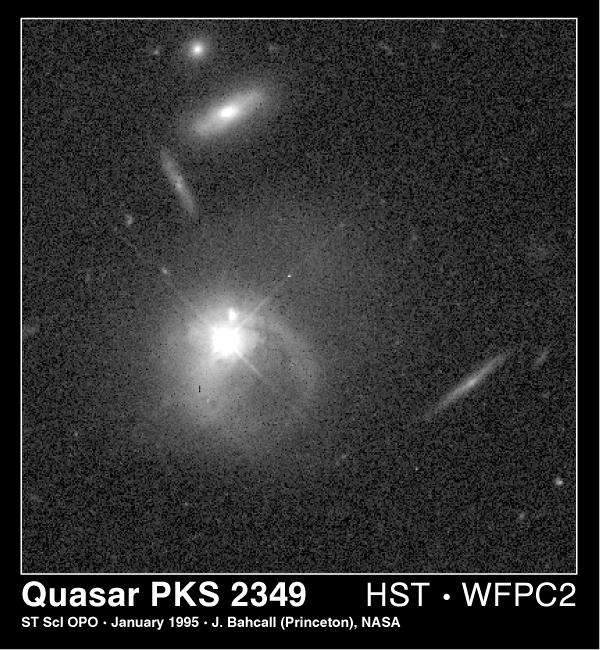 Quasar PKS 2349 HST • WFPC2
ST ScI OPO • January 1995 • J. Bahcall (Princeton), NASA